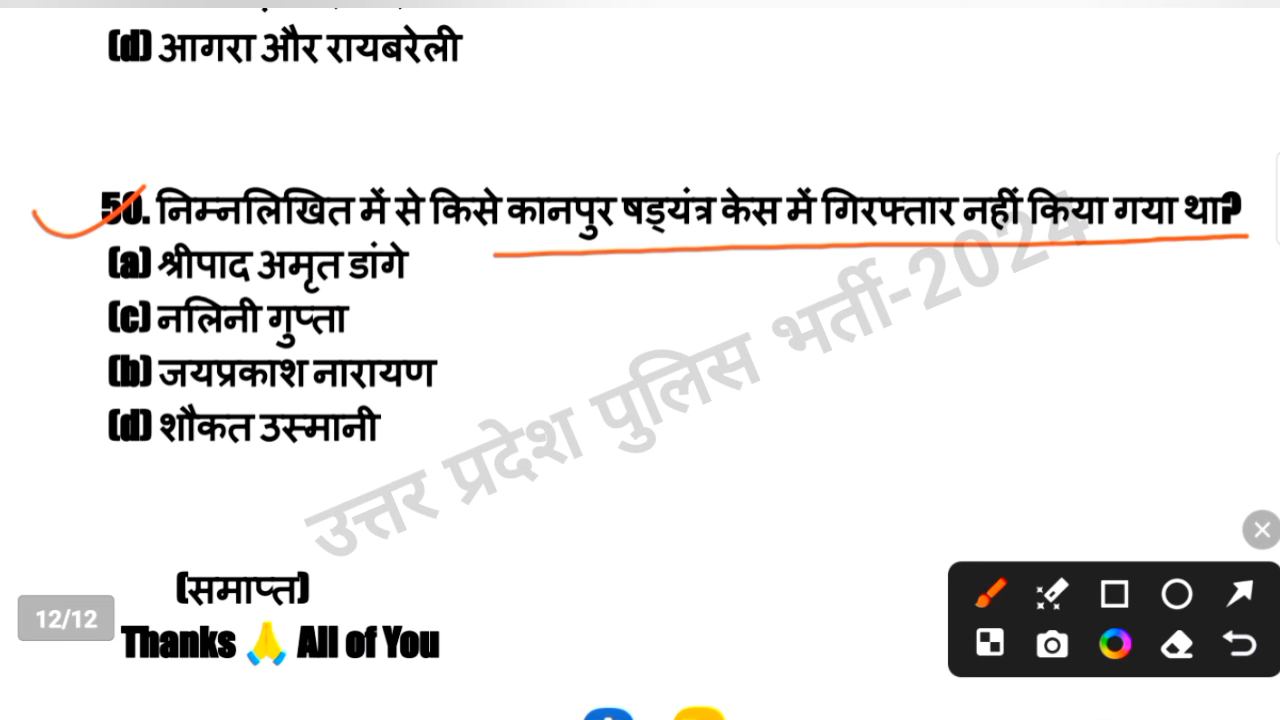 (d) आगरा और रायबरेली
50. निम्नलिखित में से किसे कानपुर षड्यंत्र केस में गिरफ्तार नहीं किया गया था?
(a) श्रीपाद अमृत डांगे
(c) नलिनी गुप्ता
(b) जयप्रकाश नारायण
(d) शौकत उस्मानी
उत्तर प्रदेश पुलिस भर्ती-2024
(समाप्त)
12/12
Thanks 🙏 All of You